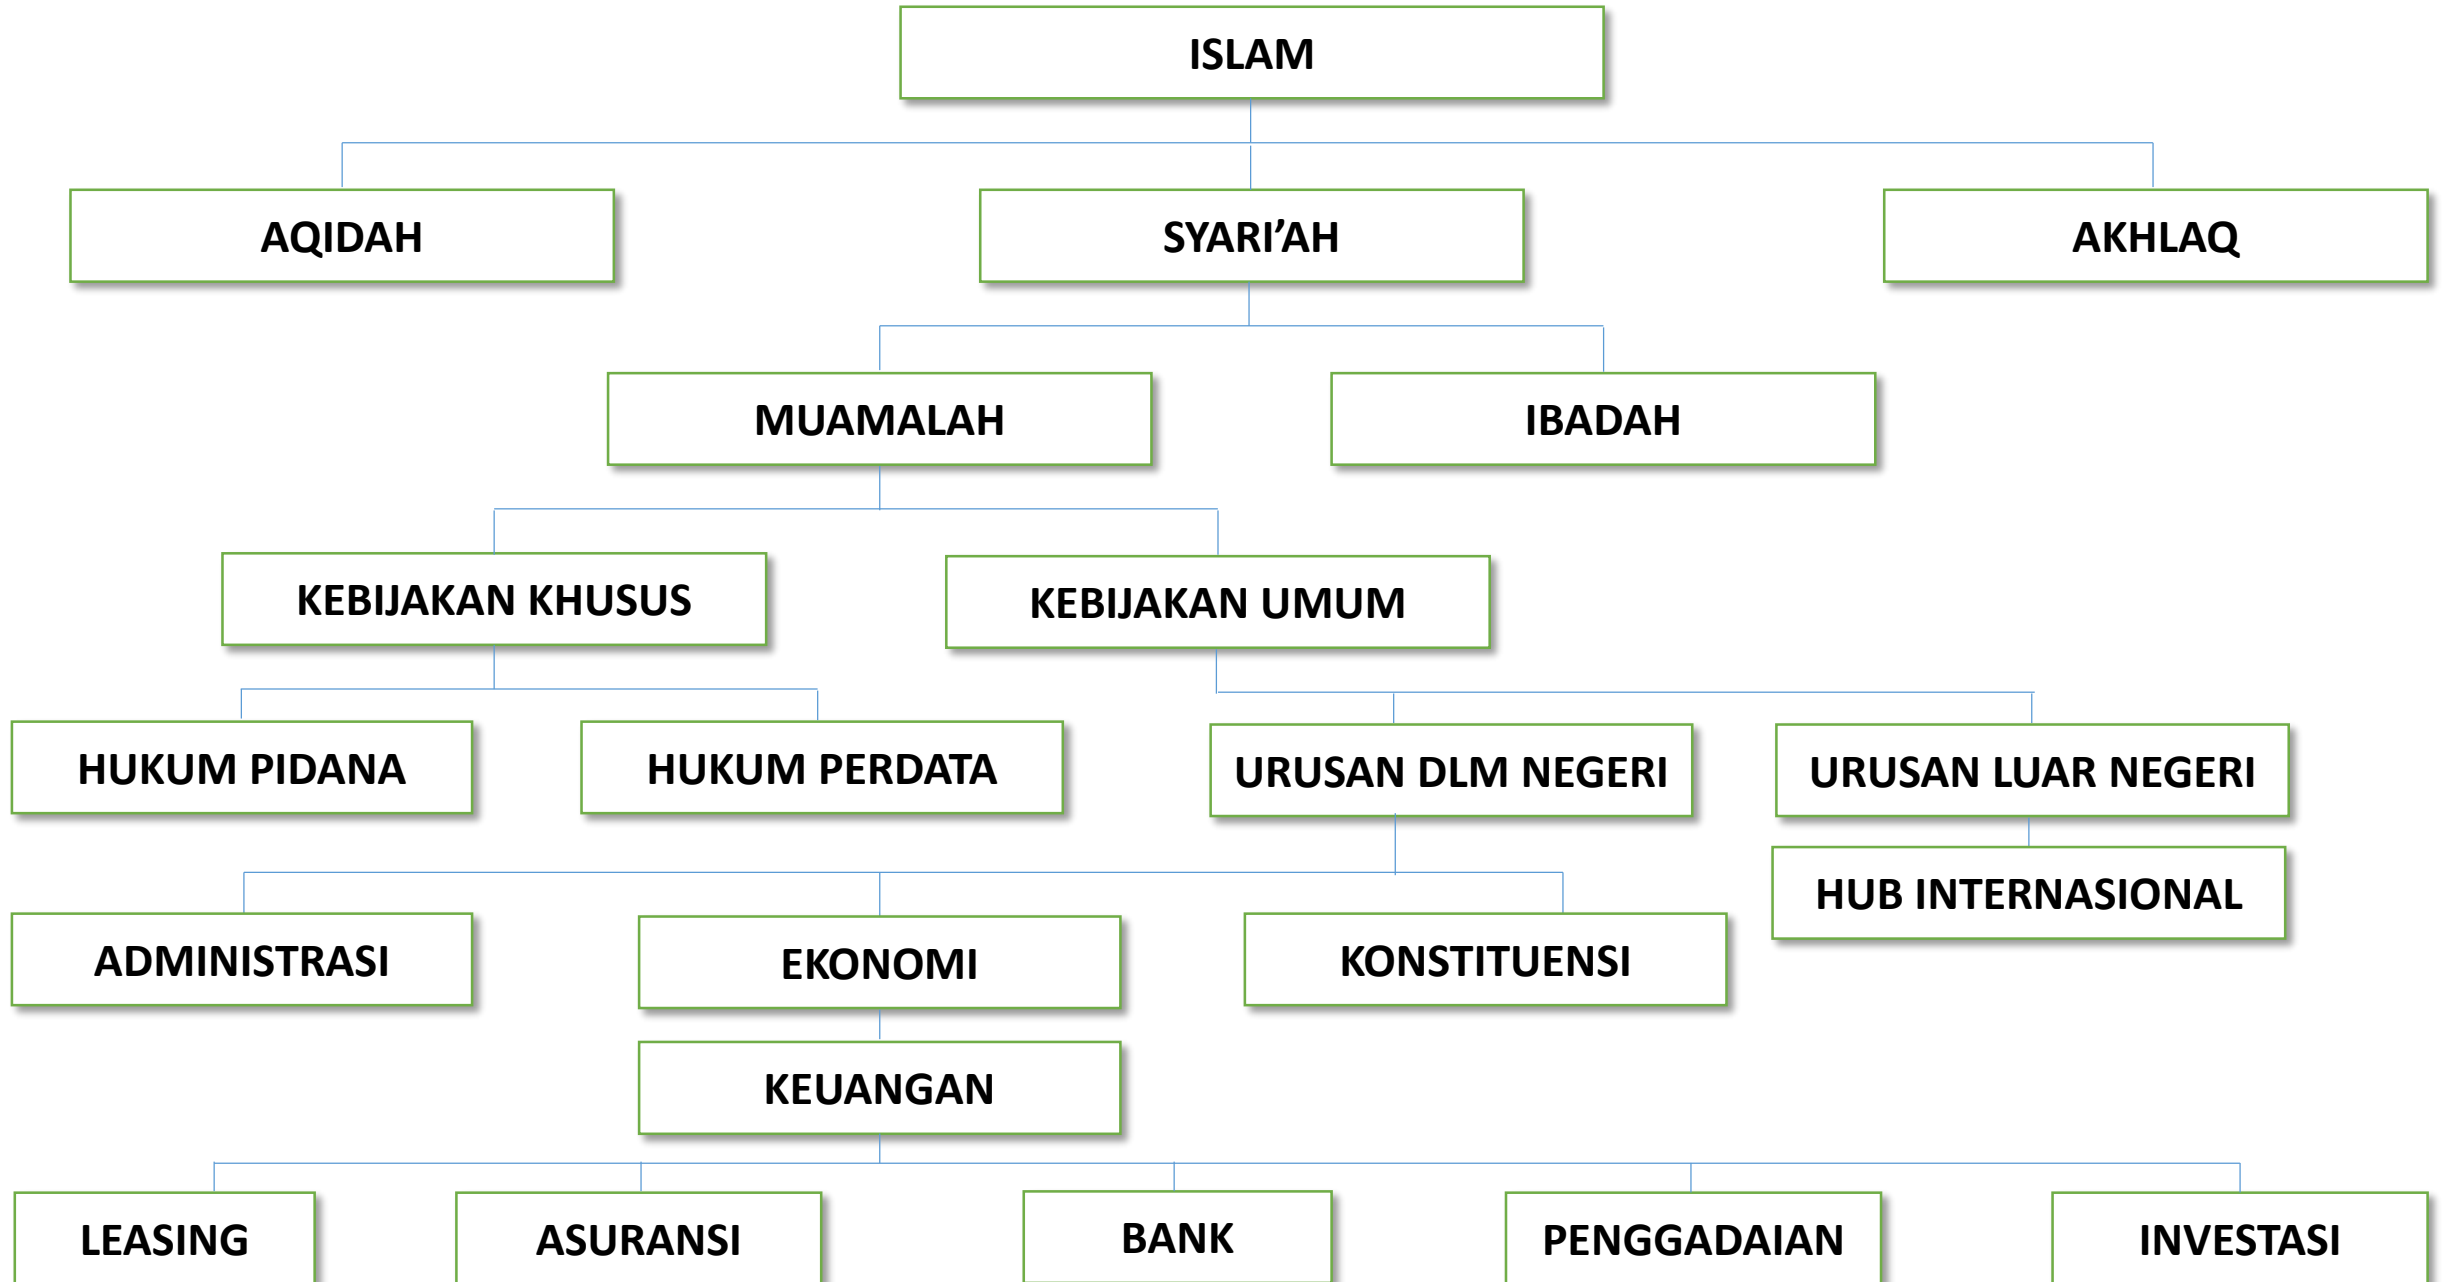 ISLAM
AQIDAH
SYARI’AH
AKHLAQ
MUAMALAH
IBADAH
KEBIJAKAN KHUSUS
KEBIJAKAN UMUM
HUKUM PIDANA
HUKUM PERDATA
URUSAN DLM NEGERI
URUSAN LUAR NEGERI
HUB INTERNASIONAL
ADMINISTRASI
EKONOMI
KONSTITUENSI
KEUANGAN
LEASING
ASURANSI
BANK
PENGGADAIAN
INVESTASI